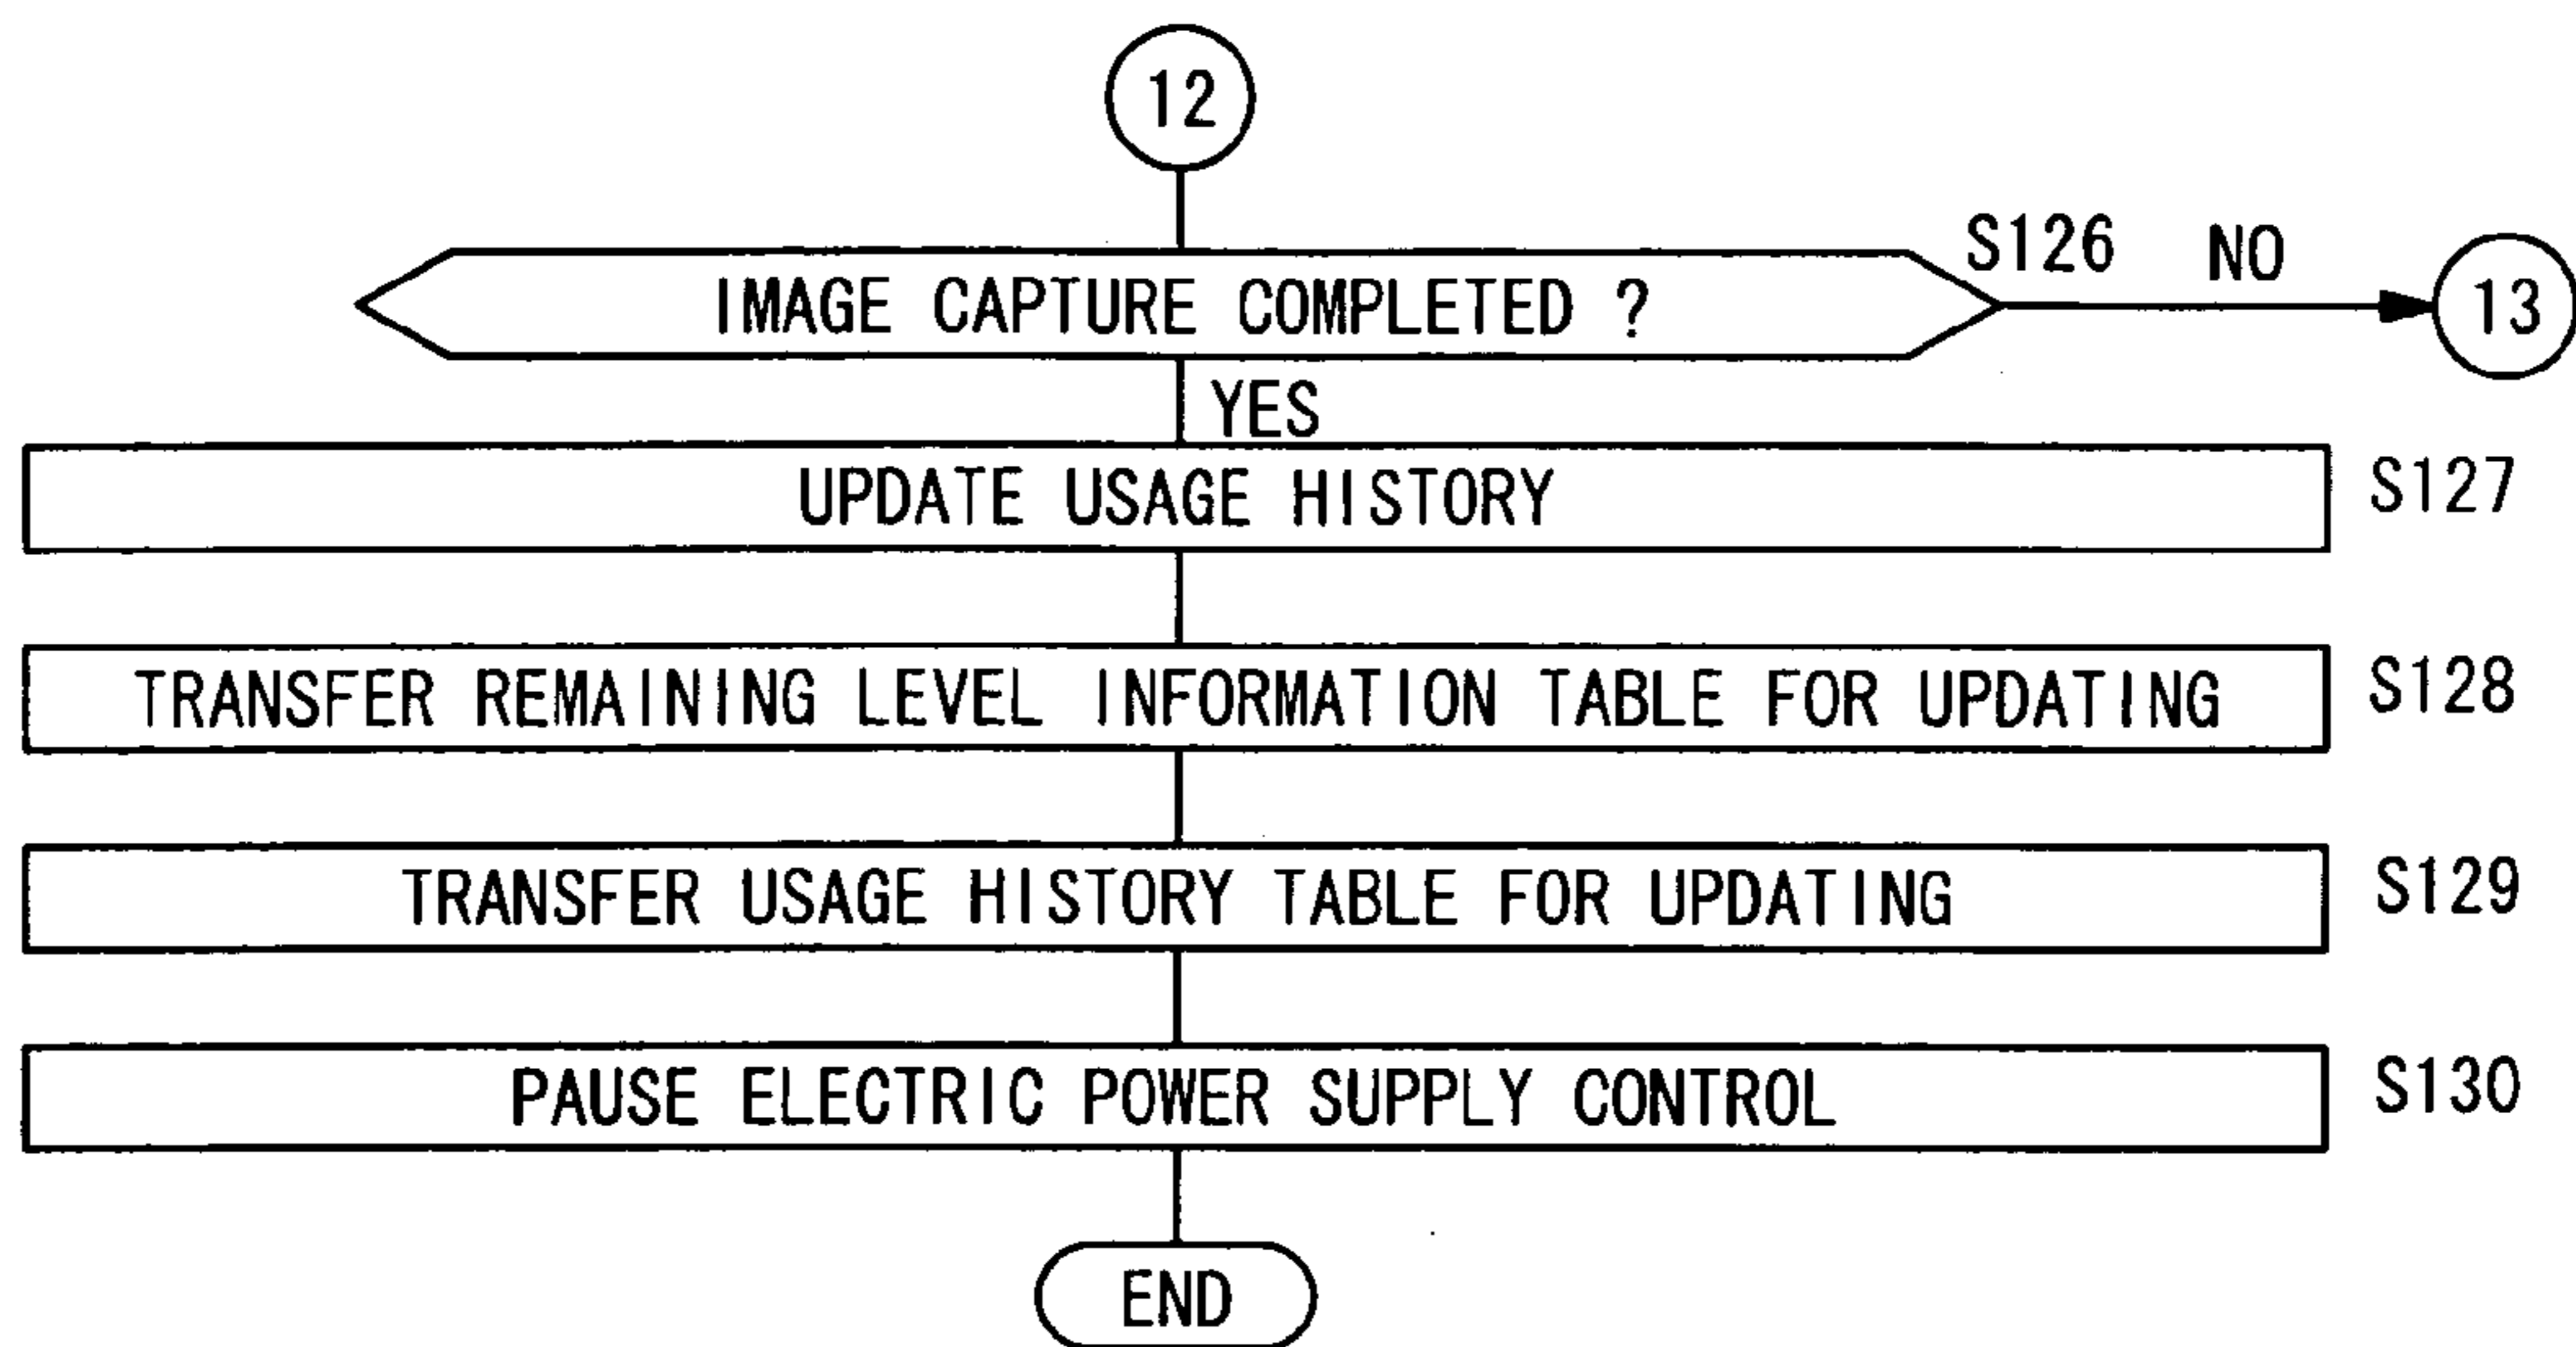 12
S126 NO
IMAGE CAPTURE COMPLETED ? 13
YES
UPDATE USAGE HISTORY S127
TRANSFER REMAINING LEVEL INFORMATION TABLE FOR UPDATING S128
TRANSFER USAGE HISTORY TABLE FOR UPDATING S129
PAUSE ELECTRIC POWER SUPPLY CONTROL S130
END